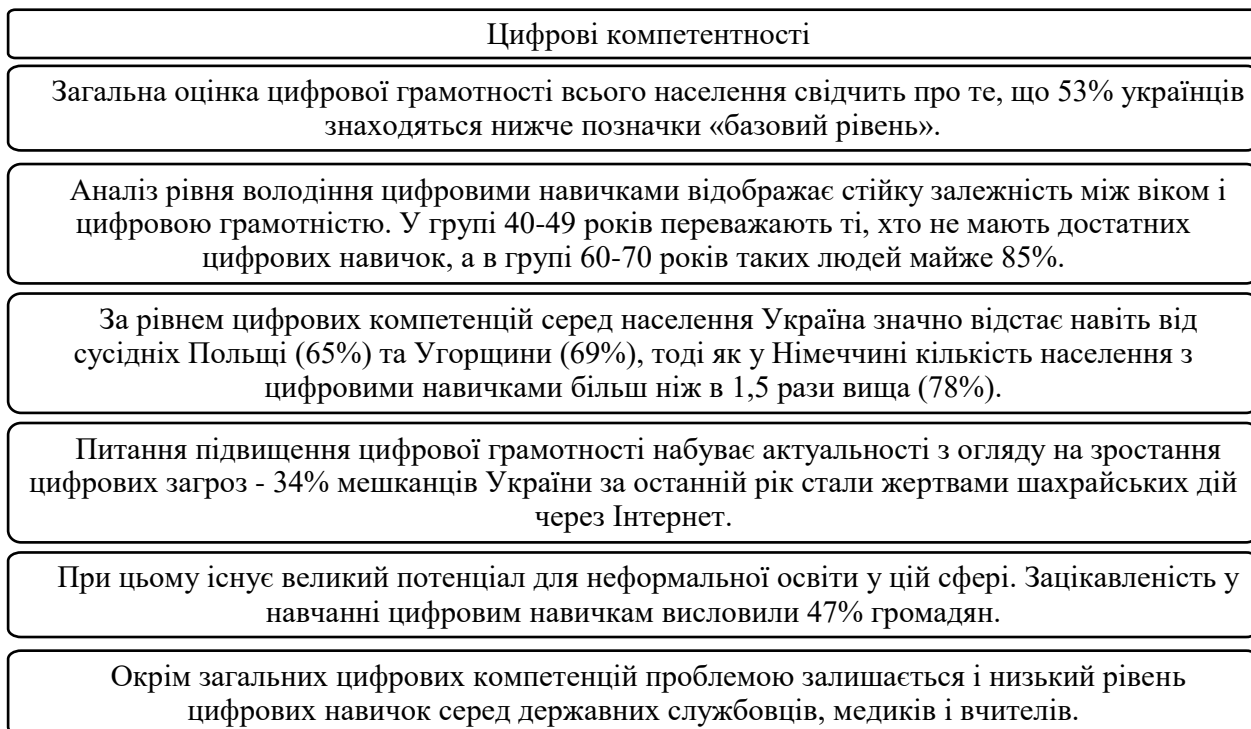 Цифрові компетентності
Загальна оцінка цифрової грамотності всього населення свідчить про те, що 53% українців
знаходяться нижче позначки «базовий рівень».
Аналіз рівня володіння цифровими навичками відображає стійку залежність між віком і
цифровою грамотністю. У групі 40-49 років переважають ті, хто не мають достатних
цифрових навичок, а в групі 60-70 років таких людей майже 85%.
За рівнем цифрових компетенцій серед населення Україна значно відстає навіть від
сусідніх Польщі (65%) та Угорщини (69%), тоді як у Німеччині кількість населення з
цифровими навичками більш ніж в 1,5 рази вища (78%).
Питання підвищення цифрової грамотності набуває актуальності з огляду на зростання
цифрових загроз - 34% мешканців України за останній рік стали жертвами шахрайських дій
через Інтернет.
При цьому існує великий потенціал для неформальної освіти у цій сфері. Зацікавленість у
навчанні цифровим навичкам висловили 47% громадян.
Окрім загальних цифрових компетенцій проблемою залишається і низький рівень
цифрових навичок серед державних службовців, медиків і вчителів.